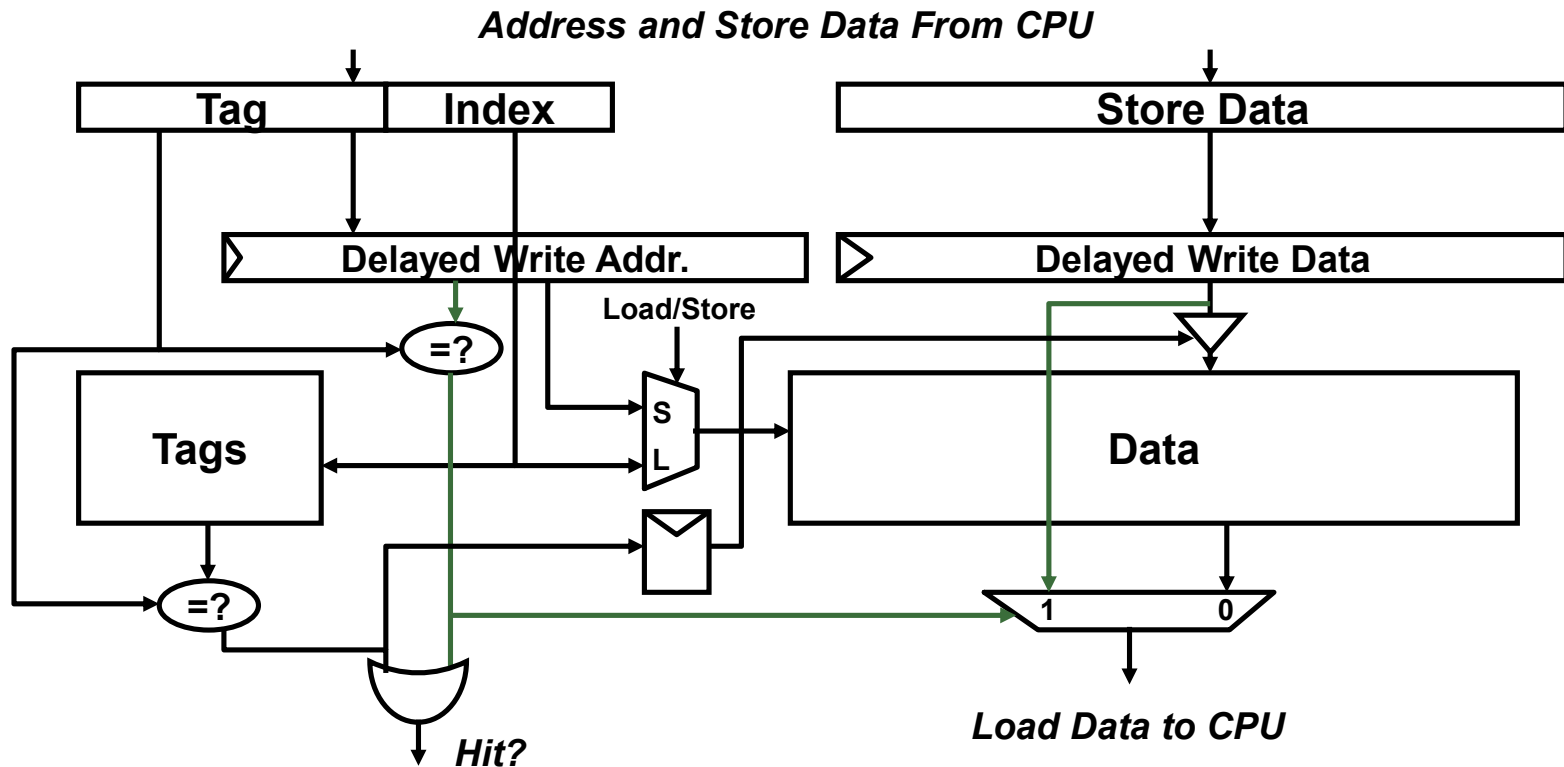 Address and Store Data From CPU
Tag Index Store Data
Delayed Write Addr. Delayed Write Data
Load/Store
=?
S
Tags L Data
=?
1 0
Load Data to CPU
Hit?